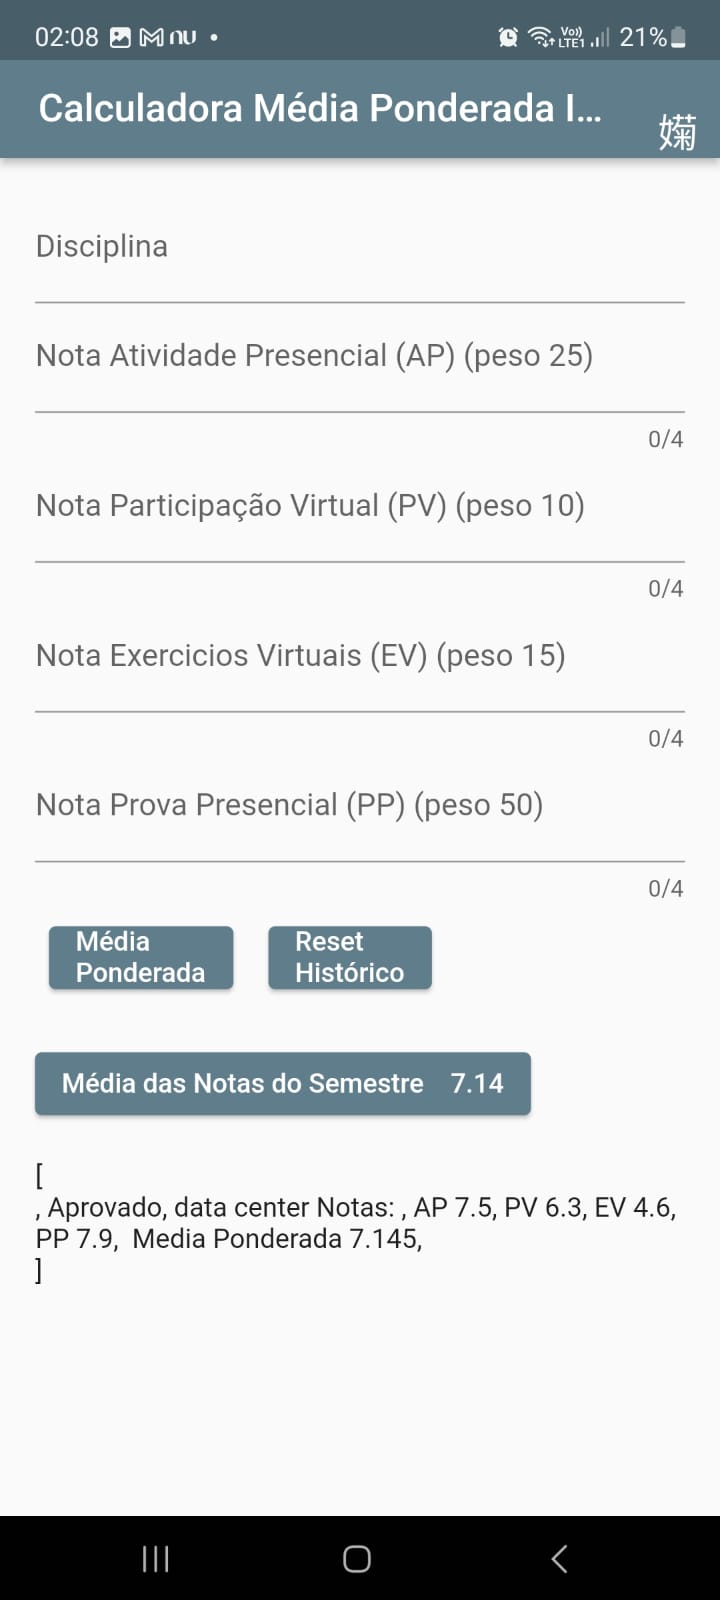 02:08 nu 21%
Vo)) LTE1
Calculadora Média Ponderada I...
嫋
Disciplina
Nota Atividade Presencial (AP) (peso 25)
0/4
Nota Participação Virtual (PV) (peso 10)
0/4
Nota Exercicios Virtuais (EV) (peso 15)
0/4
Nota Prova Presencial (PP) (peso 50)
0/4
Média
Ponderada
Reset
Histórico
Média das Notas do Semestre 7.14
[
, Aprovado, data center Notas: , AP 7.5, PV 6.3, EV 4.6,
PP 7.9,  Media Ponderada 7.145,
]